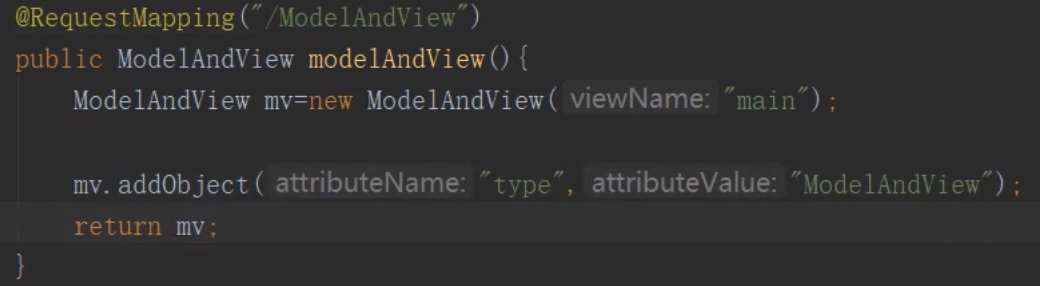 @RequestMapping("/ModelAndView")
public ModelAndView modelAndView(){
ModelAndView mv=new ModelAndView( viewName: "main");
mv.addObject( attributeName: "type", attributeValue: "ModelAndView");
return mv;
}